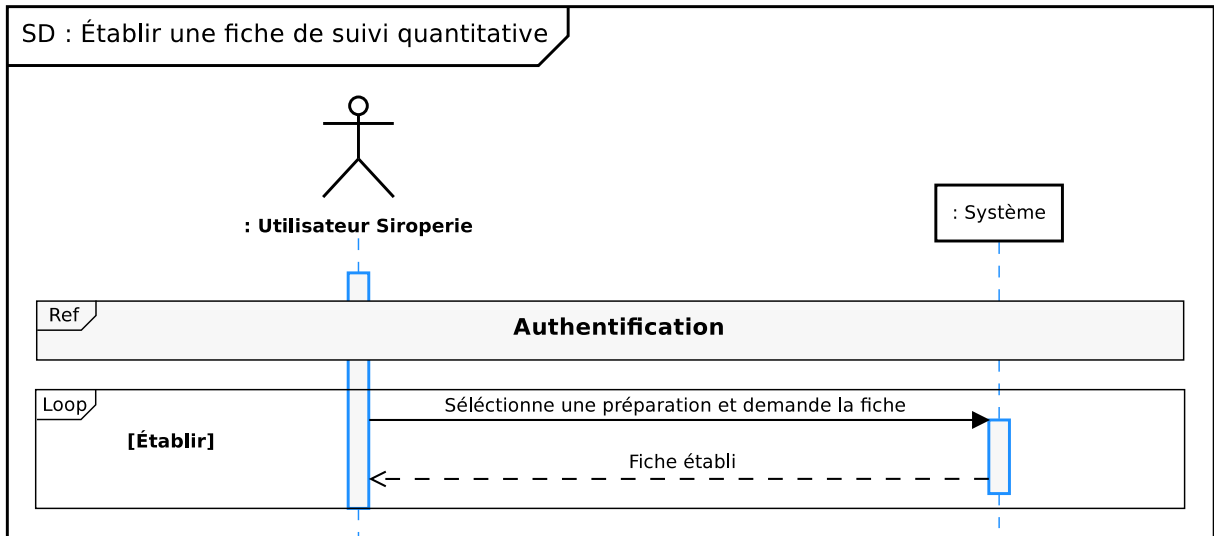 SD : Établir une fiche de suivi quantitative
: Utilisateur Siroperie
: Système
Ref
Authentification
Loop
Séléctionne une préparation et demande la fiche
[Établir]
Fiche établi